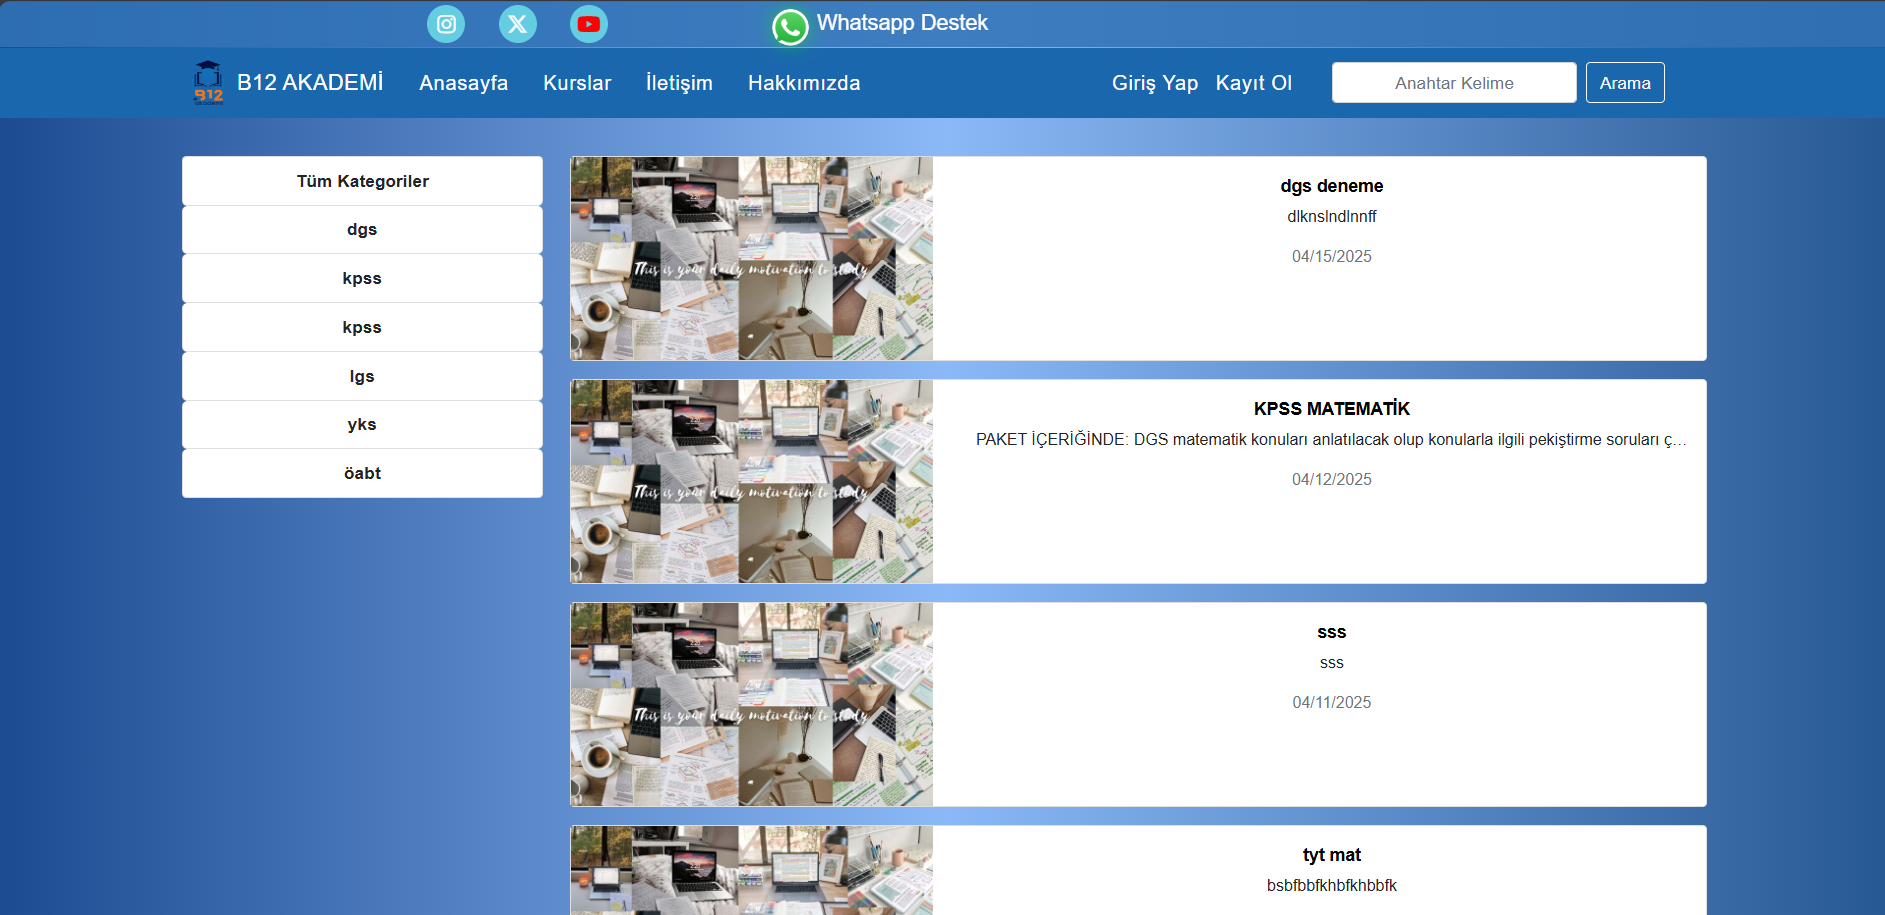 Whatsapp Destek
B12 akademi
B12 AKADEMİ Anasayfa Kurslar İletişim Hakkımızda Giriş Yap Kayıt Ol Anahtar Kelime Arama
Tüm Kategoriler
dgs
kpss
kpss
lgs
yks
öabt
This is your daily motivation to study
dgs deneme
dlknslndlnnff
04/15/2025
This is your daily motivation to study
KPSS MATEMATİK
PAKET İÇERİĞİNDE: DGS matematik konuları anlatılacak olup konularla ilgili pekiştirme soruları ç...
04/12/2025
This is your daily motivation to study
sss
sss
04/11/2025
tyt mat
bsbfbbfkhbfkhbbfk